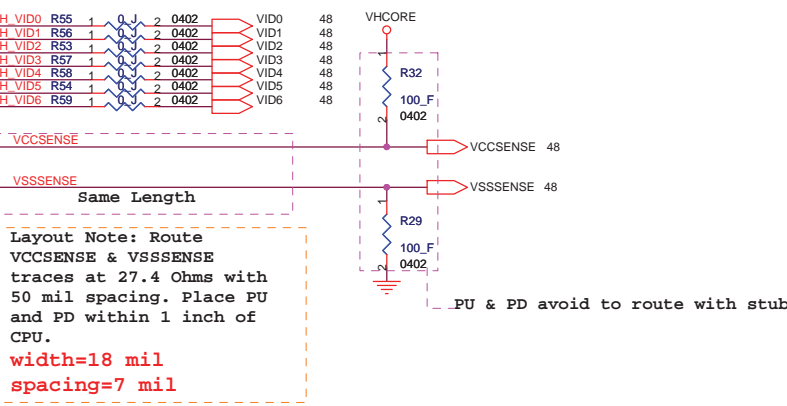 H_VID0 R55 1 0_J 2 0402 VID0 48
H_VID1 R56 1 0_J 2 0402 VID1 48
H_VID2 R53 1 0_J 2 0402 VID2 48
H_VID3 R57 1 0_J 2 0402 VID3 48
H_VID4 R58 1 0_J 2 0402 VID4 48
H_VID5 R54 1 0_J 2 0402 VID5 48
H_VID6 R59 1 0_J 2 0402 VID6 48
VHCORE
1
R32
100_F
0402
2
VCCSENSE
VCCSENSE 48
VSSSENSE
VSSSENSE 48
Same Length
1
R29
100_F
0402
2
Layout Note: Route
VCCSENSE & VSSSENSE
traces at 27.4 Ohms with
50 mil spacing. Place PU
and PD within 1 inch of
CPU.
width=18 mil
spacing=7 mil
PU & PD avoid to route with stub